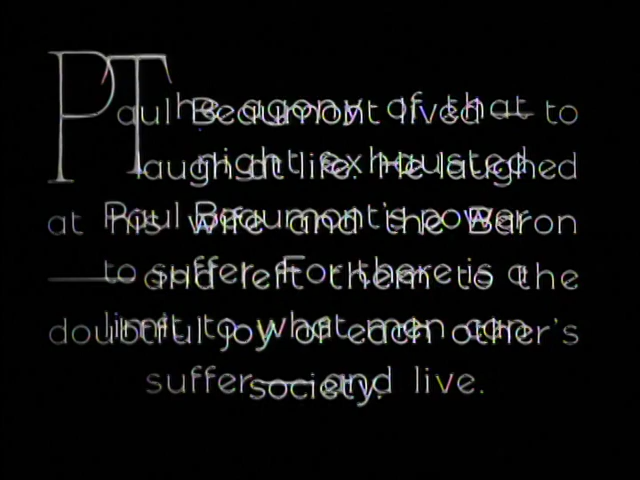 The agony of that
night exhausted
Paul Beaumont's power
to suffer. For there is a
limit to what men can
suffer — and live.
Paul Beaumont lived — to
laugh at life. He laughed
at his wife and the Baron
— and left them to the
doubtful joy of each other's
society.